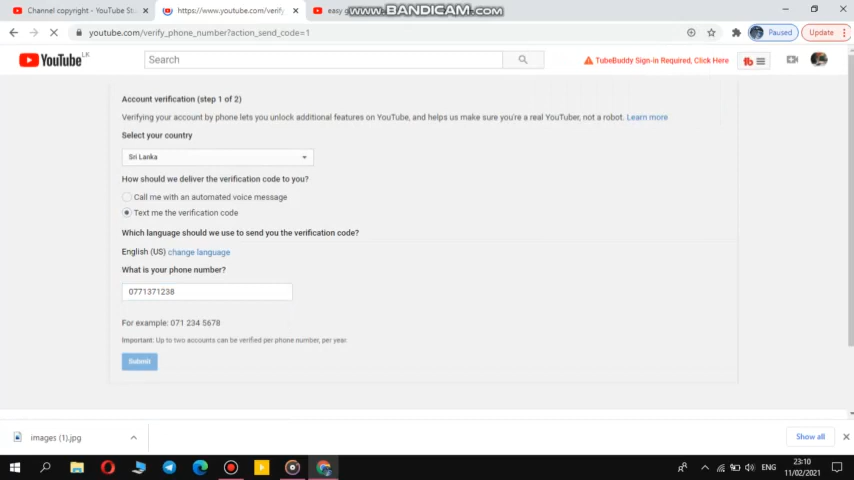 www.BANDICAM.com
Channel copyright - YouTube St
https://www.youtube.com/verify
easy g
youtube.com/verify_phone_number?action_send_code=1
Paused
Update
YouTube LK
Search
TubeBuddy Sign-in Required, Click Here
Account verification (step 1 of 2)
Verifying your account by phone lets you unlock additional features on YouTube, and helps us make sure you're a real YouTuber, not a robot. Learn more
Select your country
Sri Lanka
How should we deliver the verification code to you?
Call me with an automated voice message
Text me the verification code
Which language should we use to send you the verification code?
English (US) change language
What is your phone number?
0771371238
For example: 071 234 5678
Important: Up to two accounts can be verified per phone number, per year.
Submit
images (1).jpg
Show all
ENG
23:10
11/02/2021